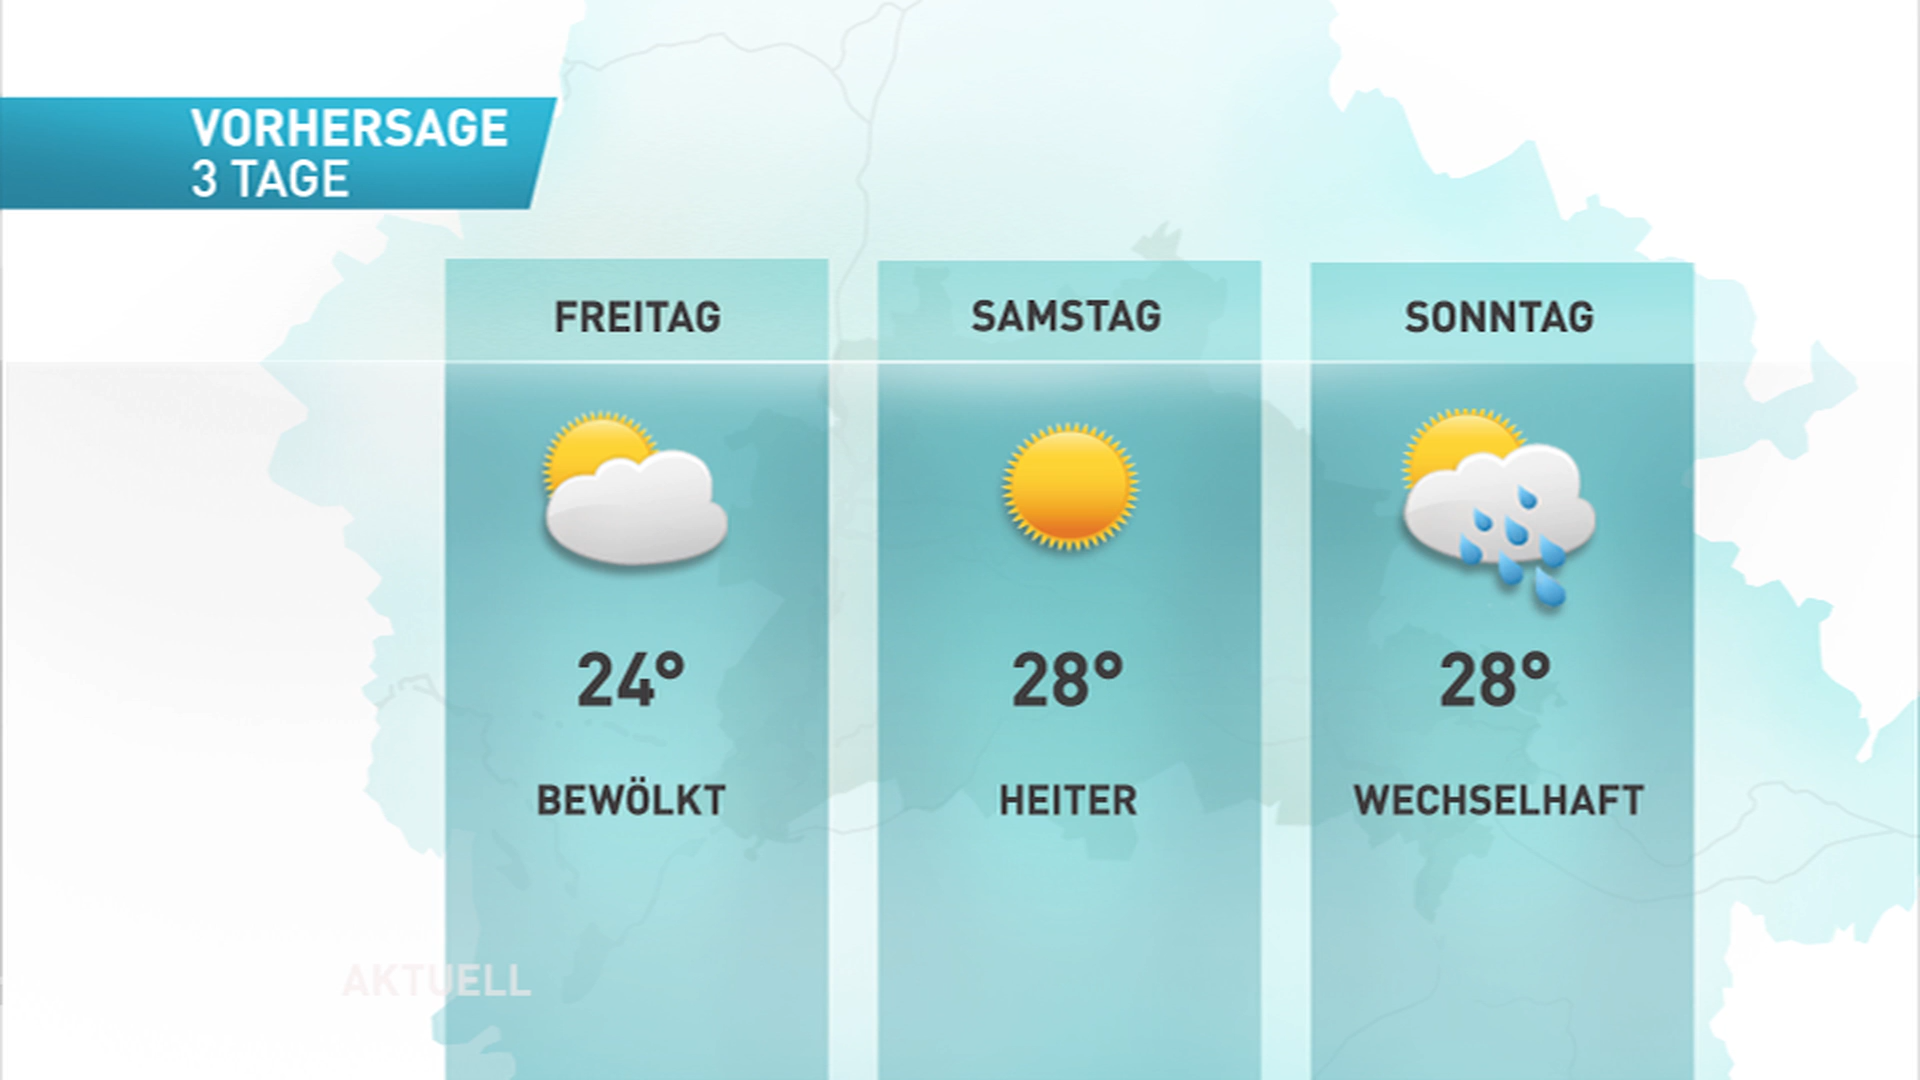 VORHERSAGE
3 TAGE
FREITAG
SAMSTAG
SONNTAG
24°
28°
28°
BEWÖLKT
HEITER
WECHSELHAFT
AKTUELL